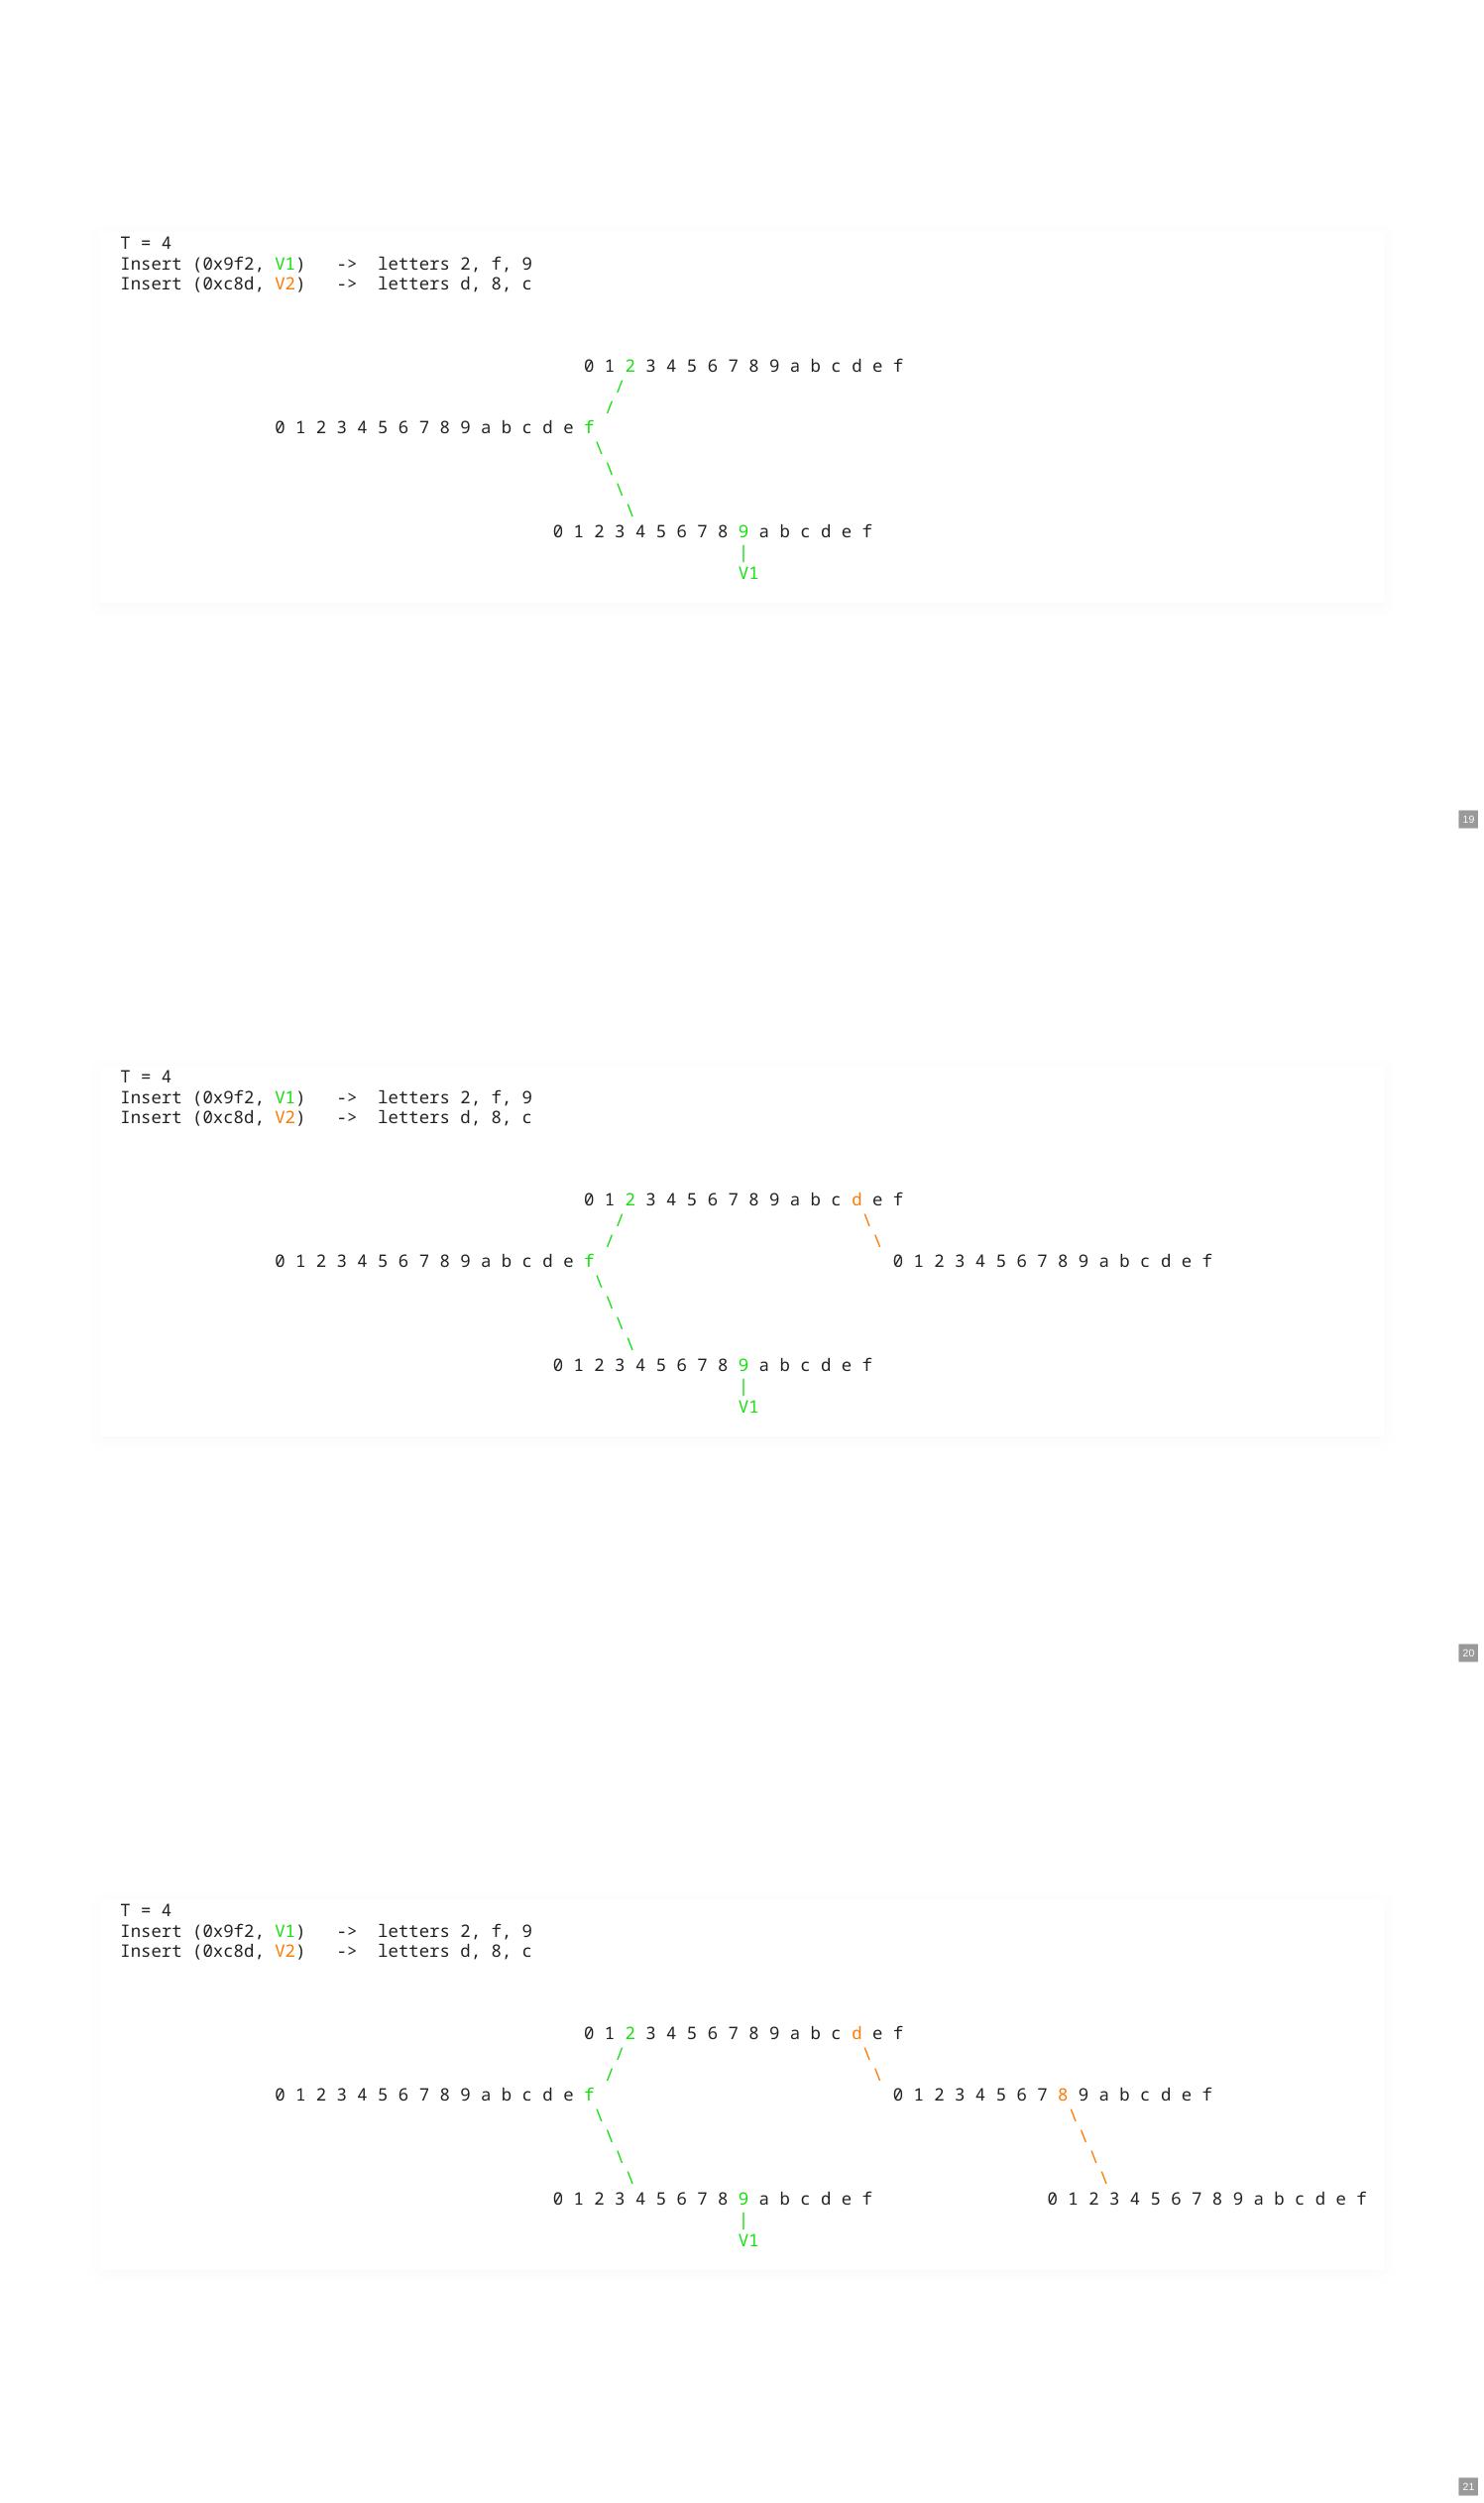 T = 4
Insert (0x9f2, V1)   ->  letters 2, f, 9
Insert (0xc8d, V2)   ->  letters d, 8, c
0 1 2 3 4 5 6 7 8 9 a b c d e f
/
/
0 1 2 3 4 5 6 7 8 9 a b c d e f
\
\
\
\
0 1 2 3 4 5 6 7 8 9 a b c d e f
|
V1
19
T = 4
Insert (0x9f2, V1)   ->  letters 2, f, 9
Insert (0xc8d, V2)   ->  letters d, 8, c
0 1 2 3 4 5 6 7 8 9 a b c d e f
/ \
/ \
0 1 2 3 4 5 6 7 8 9 a b c d e f 0 1 2 3 4 5 6 7 8 9 a b c d e f
\
\
\
\
0 1 2 3 4 5 6 7 8 9 a b c d e f
|
V1
20
T = 4
Insert (0x9f2, V1)   ->  letters 2, f, 9
Insert (0xc8d, V2)   ->  letters d, 8, c
0 1 2 3 4 5 6 7 8 9 a b c d e f
/ \
/ \
0 1 2 3 4 5 6 7 8 9 a b c d e f 0 1 2 3 4 5 6 7 8 9 a b c d e f
\ \
\ \
\ \
\ \
0 1 2 3 4 5 6 7 8 9 a b c d e f 0 1 2 3 4 5 6 7 8 9 a b c d e f
|
V1
21